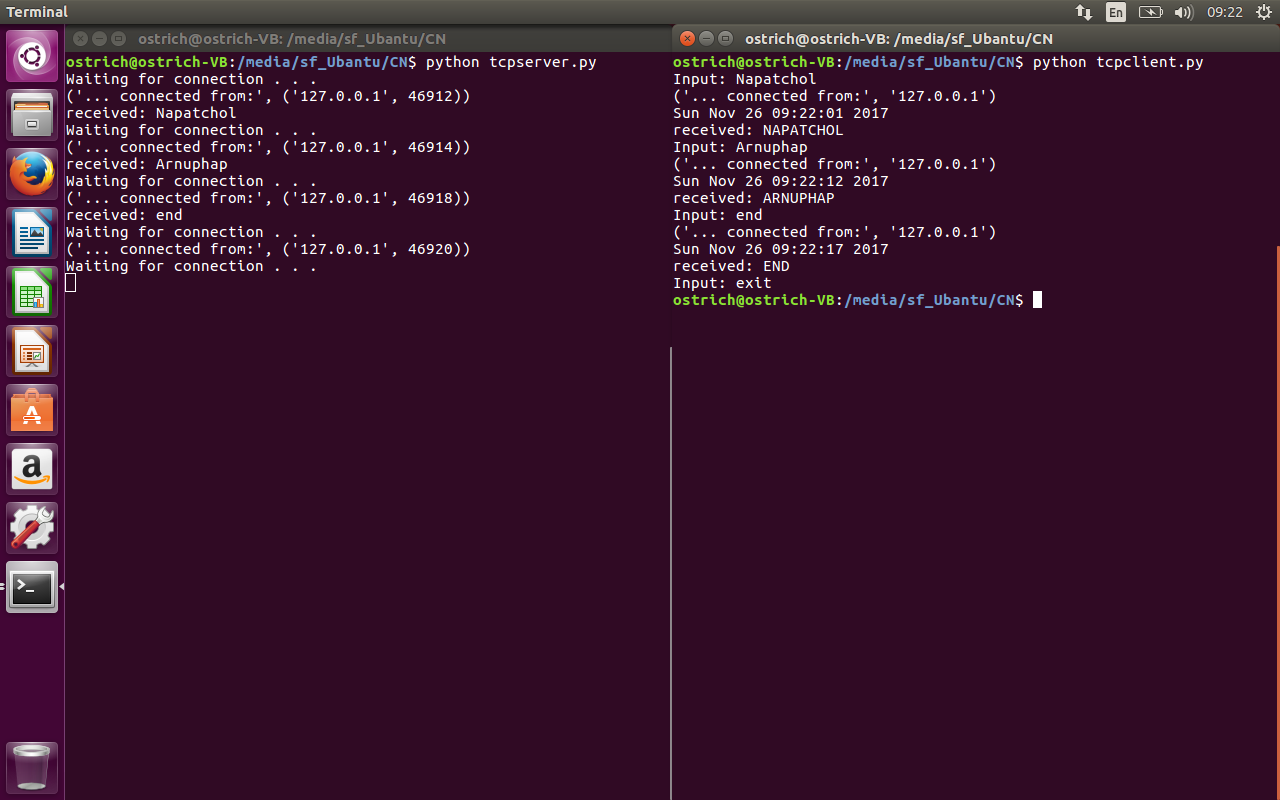 Terminal
En
09:22
ostrich@ostrich-VB: /media/sf_Ubantu/CN
ostrich@ostrich-VB:/media/sf_Ubantu/CN$ python tcpserver.py
Waiting for connection . . .
('... connected from:', ('127.0.0.1', 46912))
received: Napatchol
Waiting for connection . . .
('... connected from:', ('127.0.0.1', 46914))
received: Arnuphap
Waiting for connection . . .
('... connected from:', ('127.0.0.1', 46918))
received: end
Waiting for connection . . .
('... connected from:', ('127.0.0.1', 46920))
Waiting for connection . . .
ostrich@ostrich-VB: /media/sf_Ubantu/CN
ostrich@ostrich-VB:/media/sf_Ubantu/CN$ python tcpclient.py
Input: Napatchol
('... connected from:', '127.0.0.1')
Sun Nov 26 09:22:01 2017
received: NAPATCHOL
Input: Arnuphap
('... connected from:', '127.0.0.1')
Sun Nov 26 09:22:12 2017
received: ARNUPHAP
Input: end
('... connected from:', '127.0.0.1')
Sun Nov 26 09:22:17 2017
received: END
Input: exit
ostrich@ostrich-VB:/media/sf_Ubantu/CN$
A
a
>_